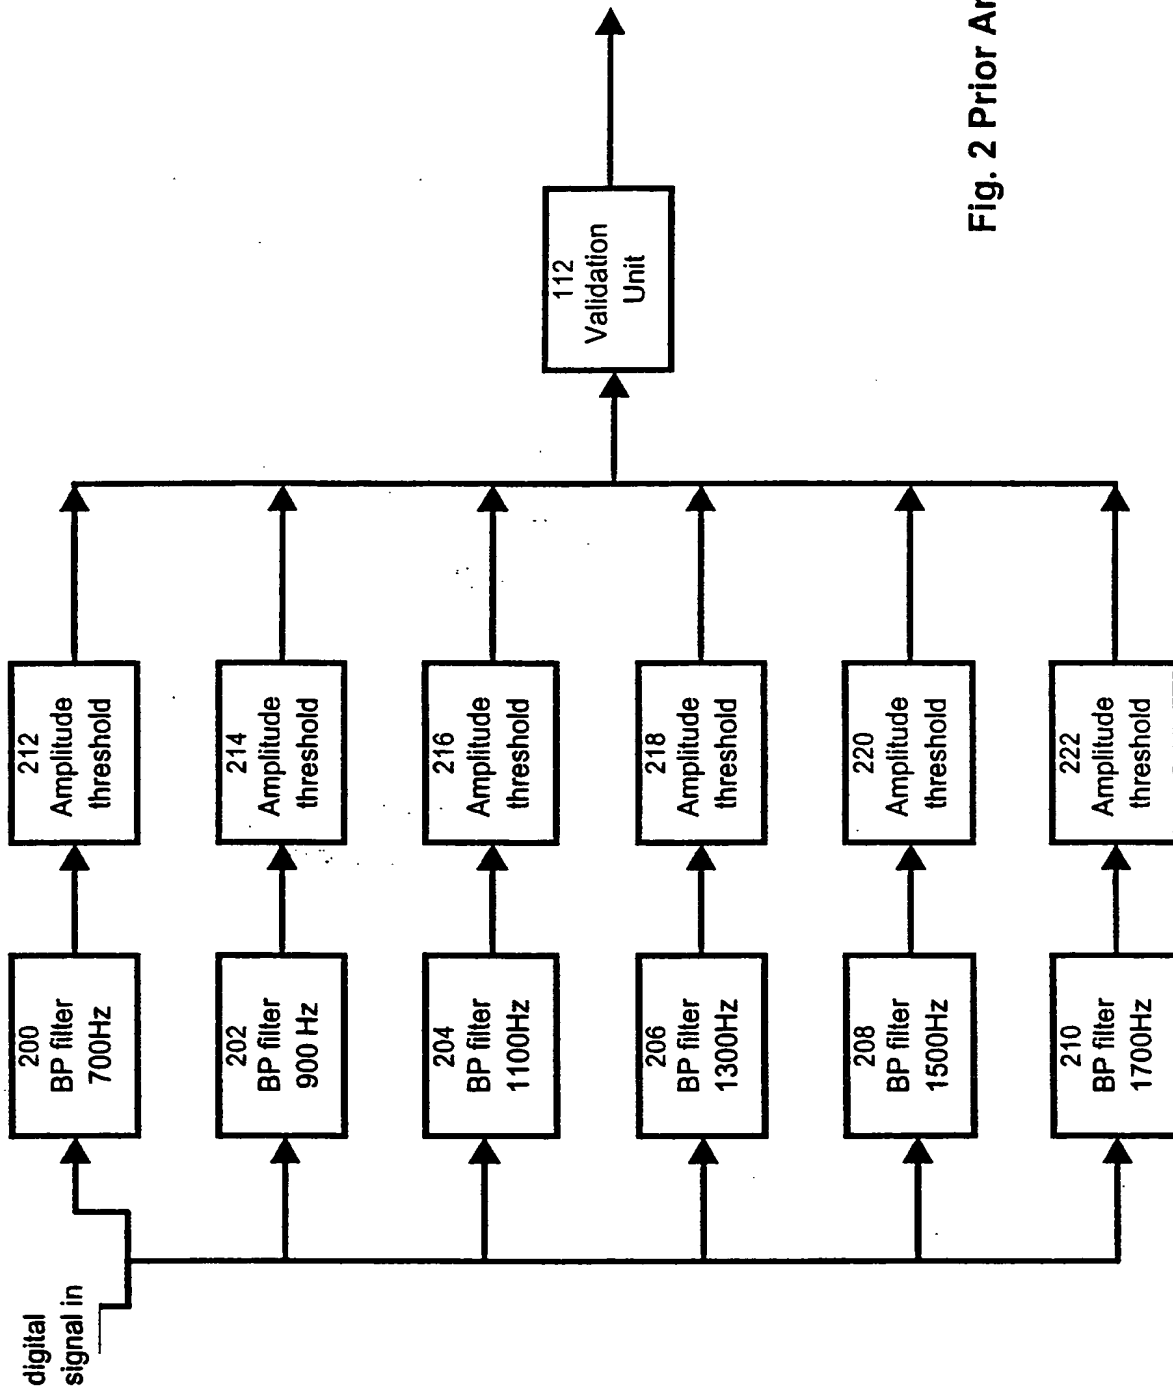 digital
signal in
200
BP filter
700Hz
212
Amplitude
threshold
202
BP filter
900 Hz
214
Amplitude
threshold
204
BP filter
1100Hz
216
Amplitude
threshold
206
BP filter
1300Hz
218
Amplitude
threshold
208
BP filter
1500Hz
220
Amplitude
threshold
210
BP filter
1700Hz
222
Amplitude
threshold
112
Validation
Unit
Fig. 2 Prior Ar